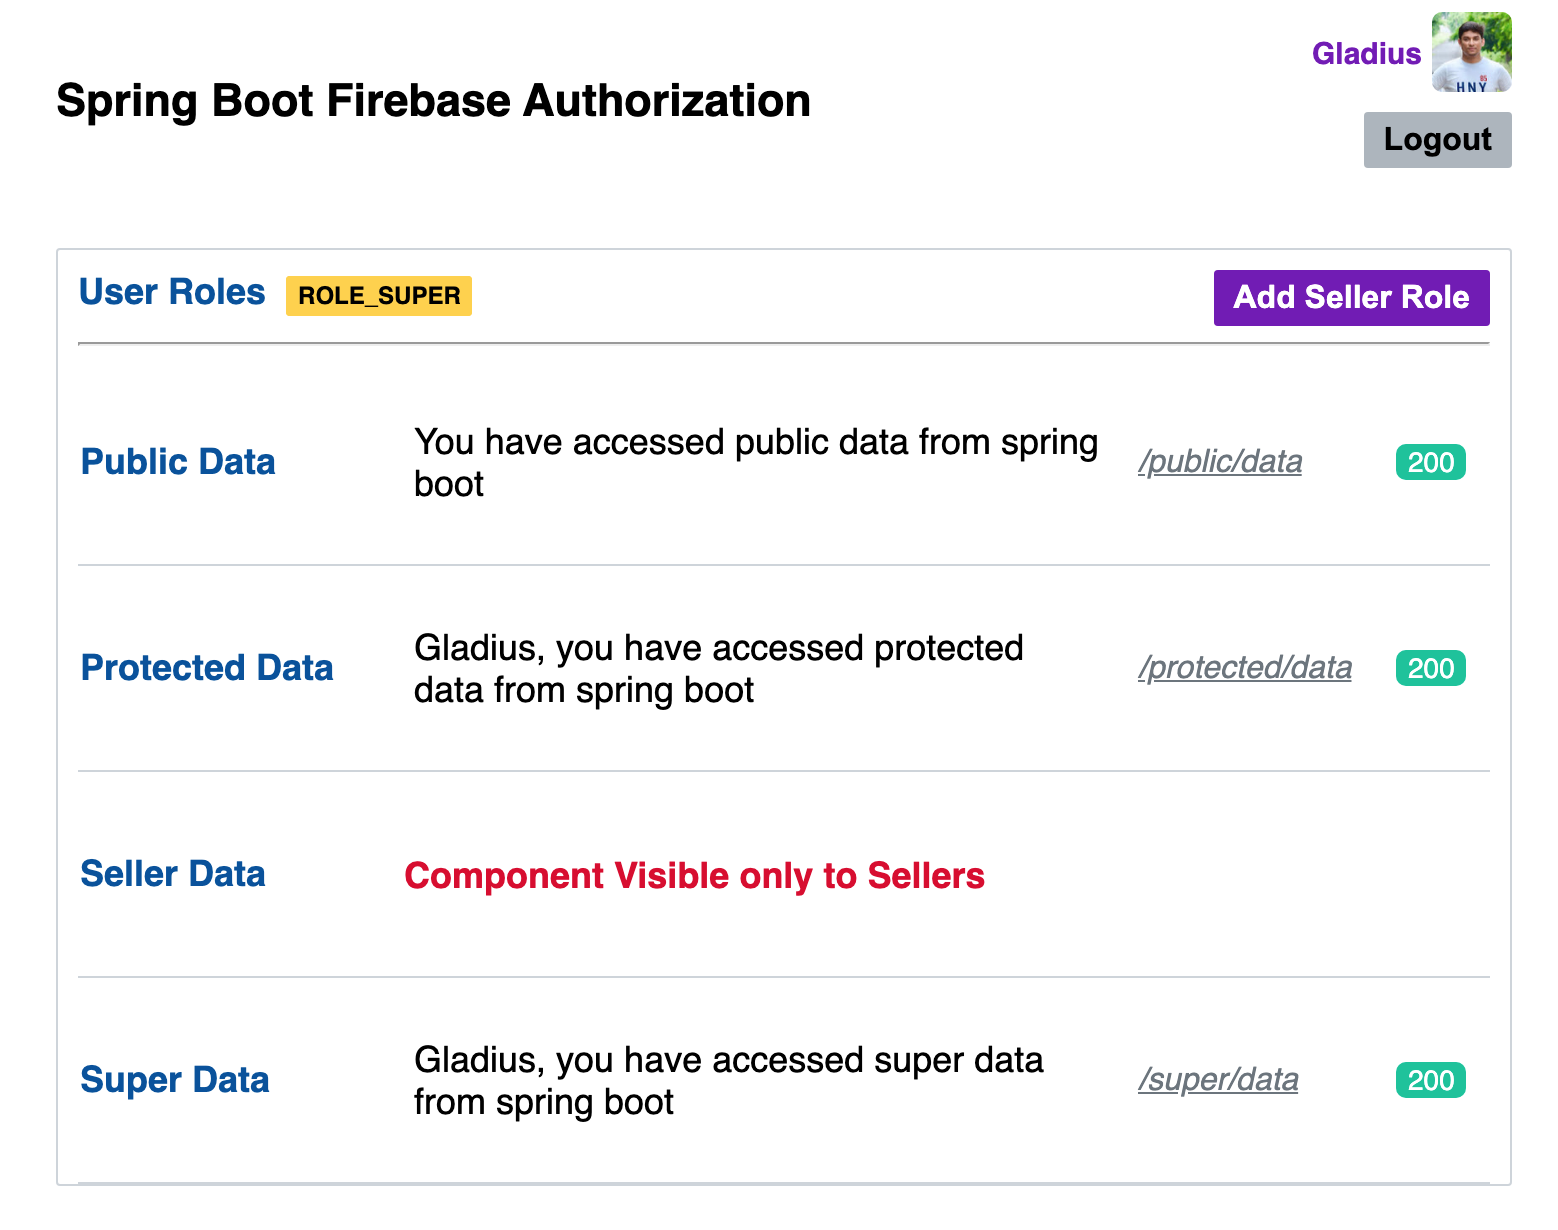 Gladius
HNY
Spring Boot Firebase Authorization
Logout
User Roles ROLE_SUPER Add Seller Role
Public Data
You have accessed public data from spring
boot
/public/data
200
Protected Data
Gladius, you have accessed protected
data from spring boot
/protected/data
200
Seller Data
Component Visible only to Sellers
Super Data
Gladius, you have accessed super data
from spring boot
/super/data
200